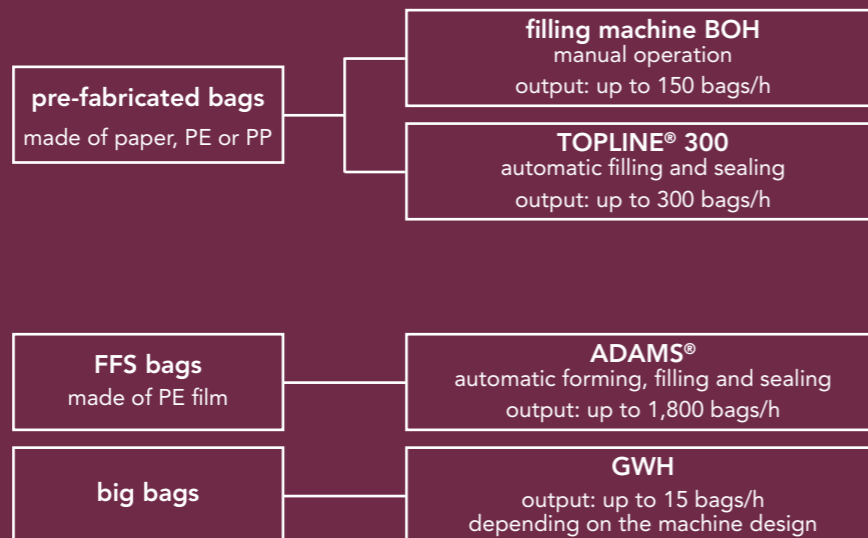 pre-fabricated bags
made of paper, PE or PP
filling machine BOH
manual operation
output: up to 150 bags/h
TOPLINE® 300
automatic filling and sealing
output: up to 300 bags/h
FFS bags
made of PE film
ADAMS®
automatic forming, filling and sealing
output: up to 1,800 bags/h
big bags
GWH
output: up to 15 bags/h
depending on the machine design